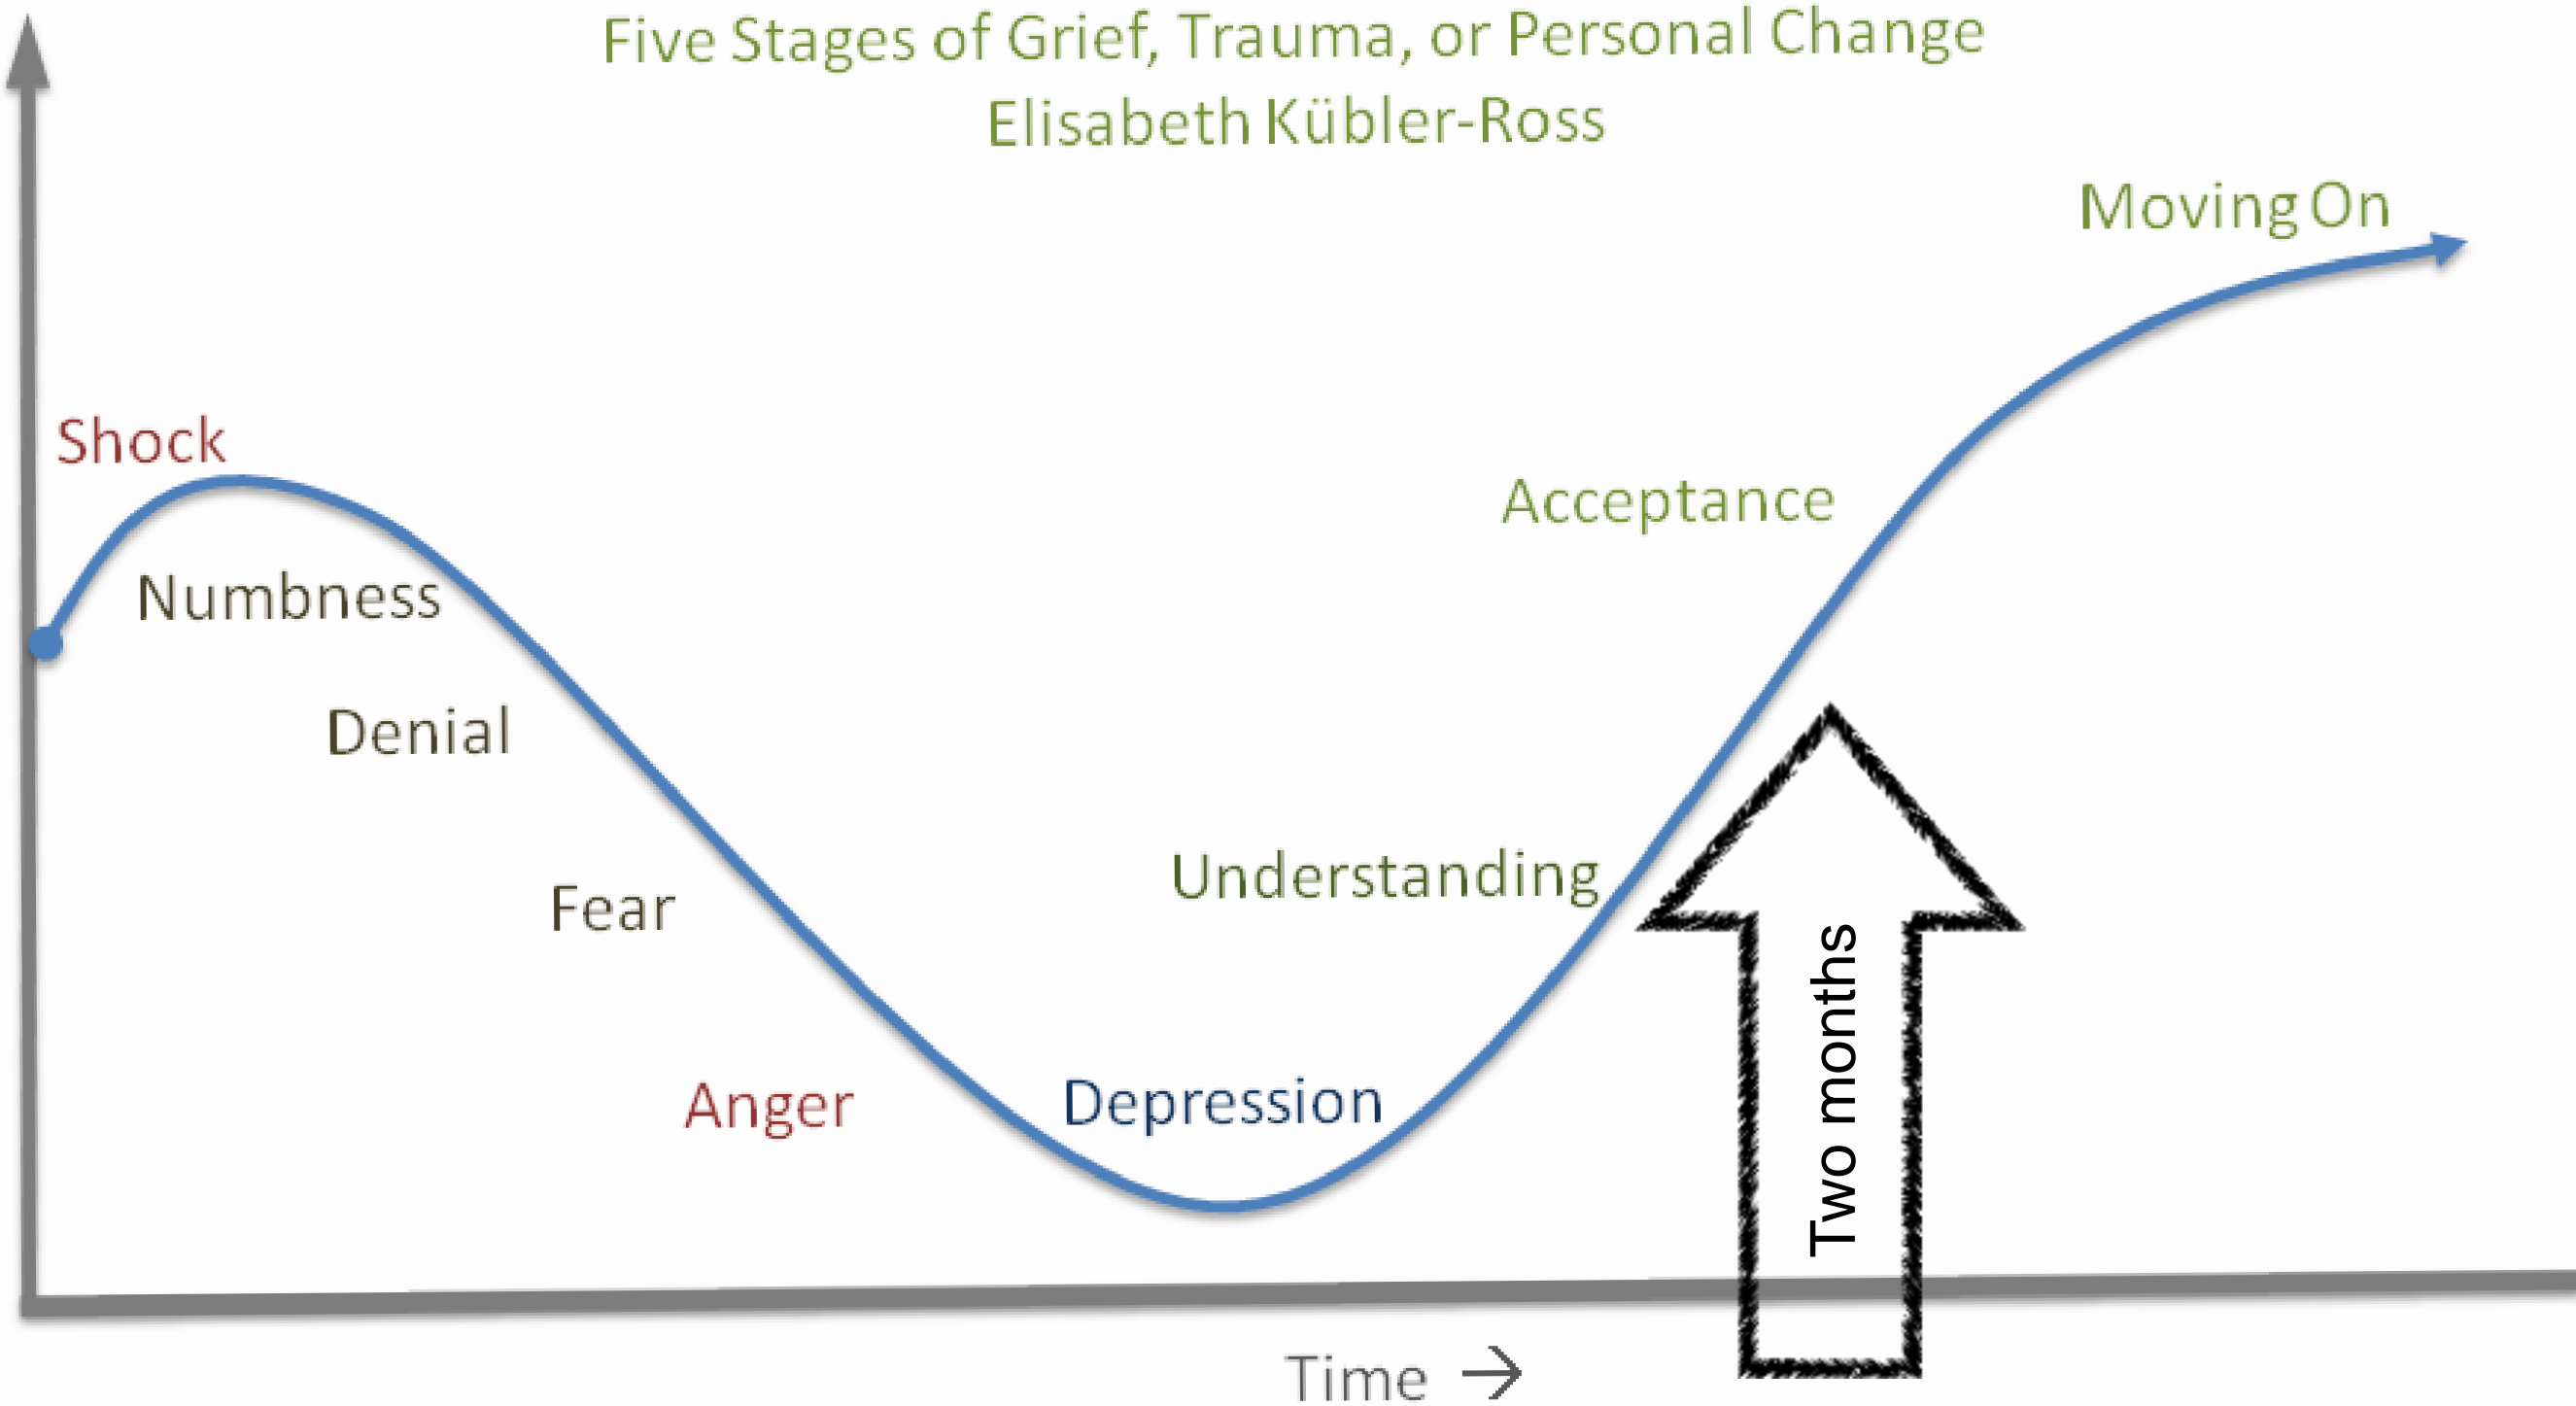 Five Stages of Grief, Trauma, or Personal Change
Elisabeth Kübler-Ross
Moving On
Shock
Acceptance
Numbness
Denial
Understanding
Fear
Depression
Anger
Two months
Time →